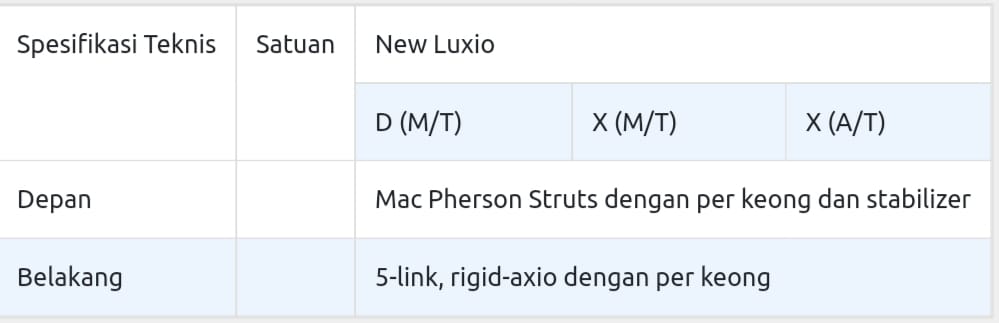 Spesifikasi Teknis Satuan New Luxio
D (M/T) X (M/T) X (A/T)
Depan Mac Pherson Struts dengan per keong dan stabilizer
Belakang 5-link, rigid-axio dengan per keong